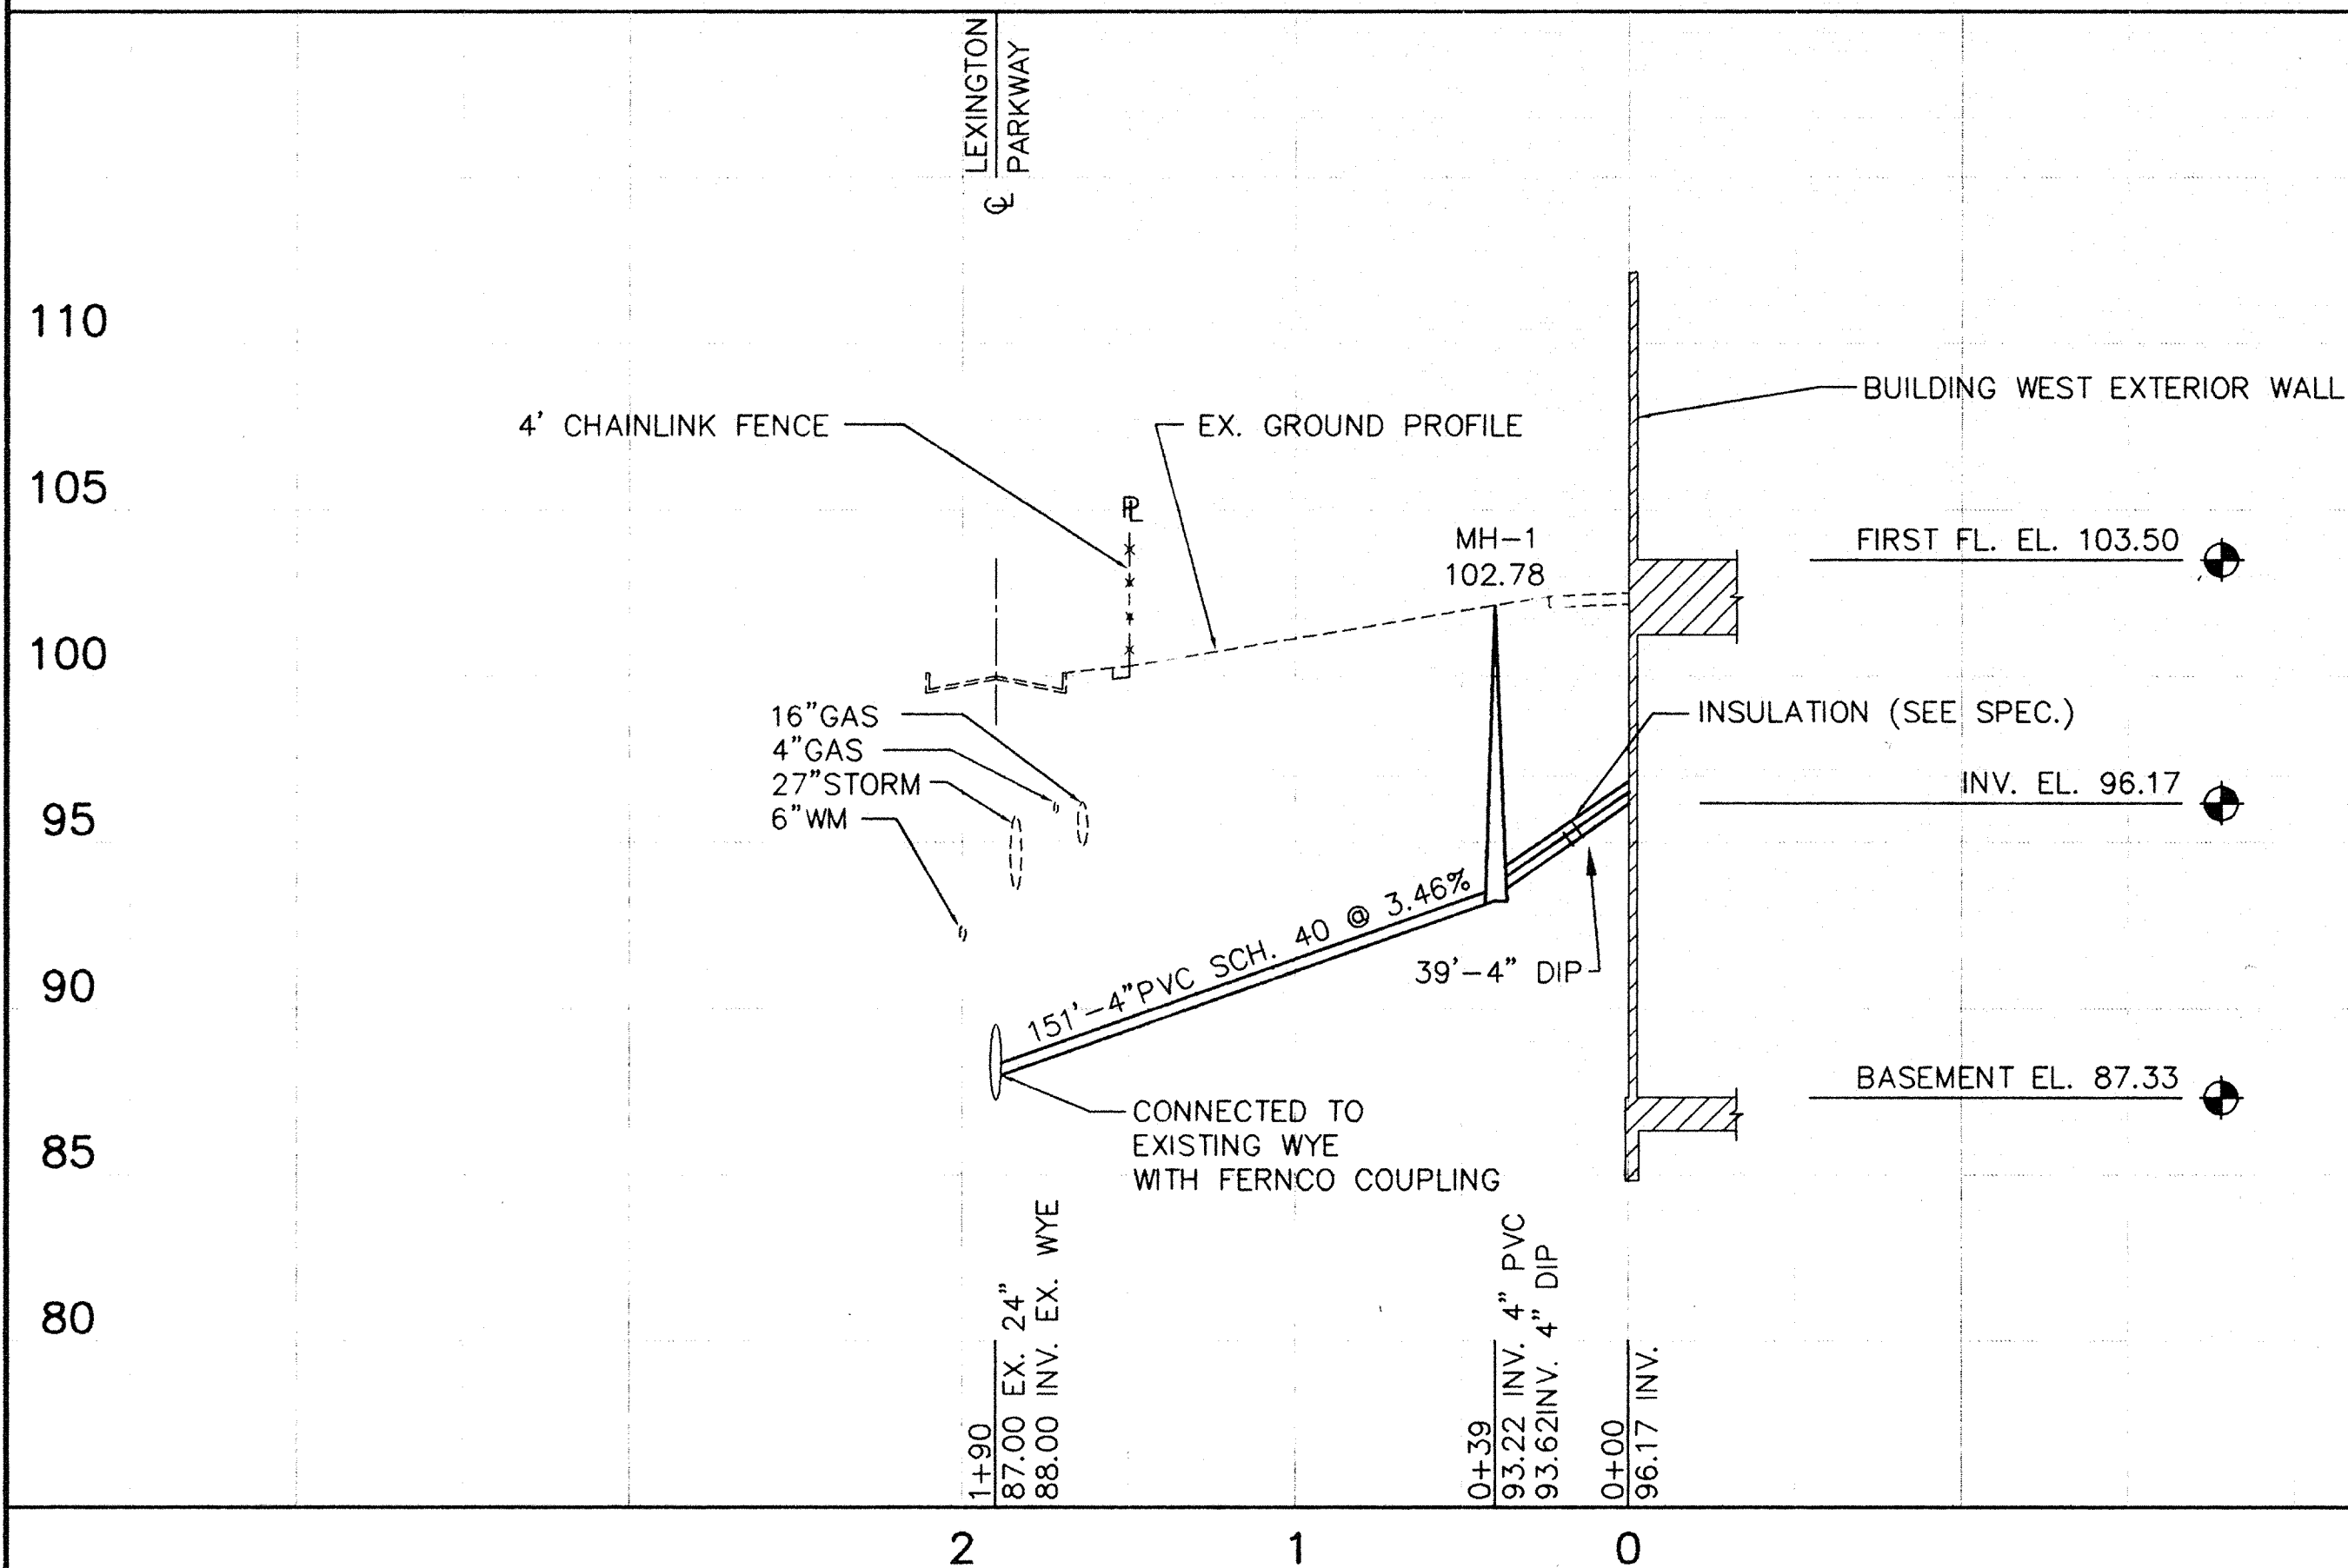 LEXINGTON
PARKWAY
CL
110
105
100
95
90
85
80
4' CHAINLINK FENCE
EX. GROUND PROFILE
BUILDING WEST EXTERIOR WALL
PL
MH-1
102.78
FIRST FL. EL. 103.50
16"GAS
4"GAS
27"STORM
6"WM
INSULATION (SEE SPEC.)
INV. EL. 96.17
151'-4"PVC SCH. 40 @ 3.46%
39'-4" DIP
BASEMENT EL. 87.33
CONNECTED TO
EXISTING WYE
WITH FERNCO COUPLING
1+90
87.00 EX. 24"
88.00 INV. EX. WYE
0+39
93.22 INV. 4" PVC
93.62INV. 4" DIP
0+00
96.17 INV.
2
1
0